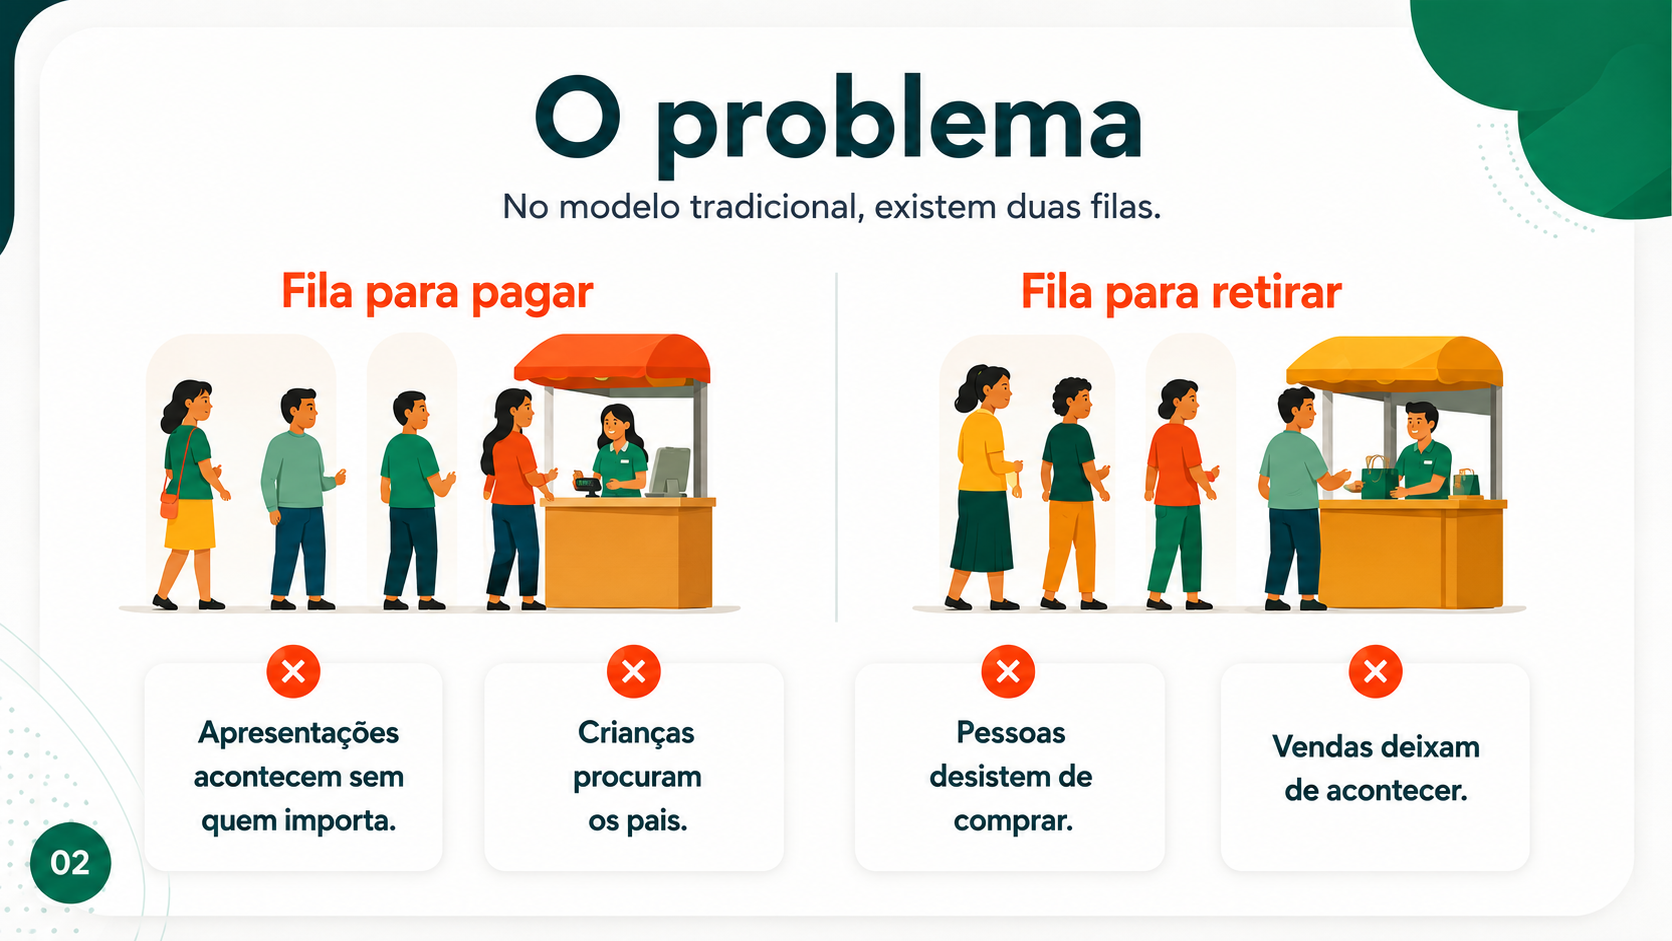 O problema
No modelo tradicional, existem duas filas.
Fila para pagar
Fila para retirar
Apresentações
acontecem sem
quem importa.
Crianças
procuram
os pais.
Pessoas
desistem de
comprar.
Vendas deixam
de acontecer.
02